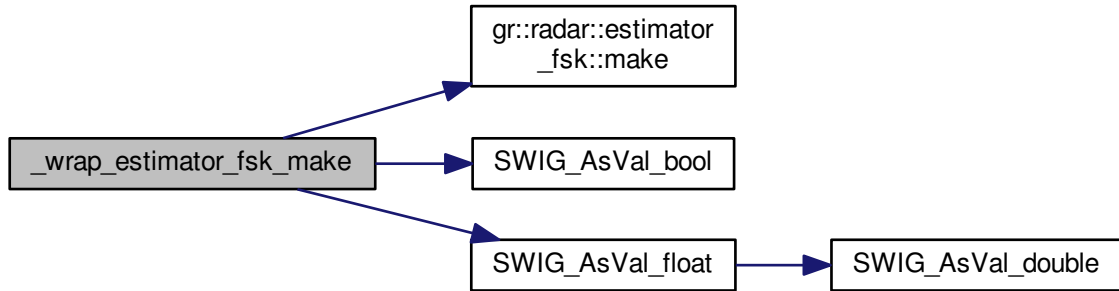 gr::radar::estimator
_fsk::make
_wrap_estimator_fsk_make
SWIG_AsVal_bool
SWIG_AsVal_float
SWIG_AsVal_double